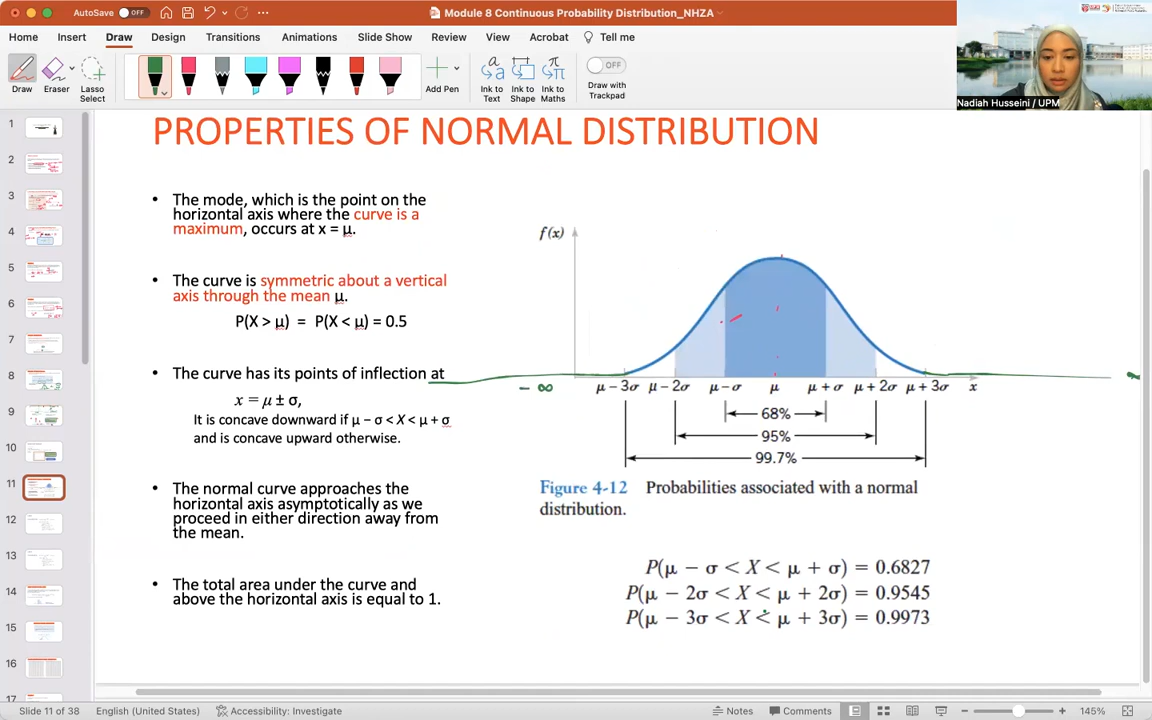 AutoSave OFF
Module 8 Continuous Probability Distribution_NHZA
Home Insert Draw Design Transitions Animations Slide Show Review View Acrobat Tell me
Draw
Eraser
Lasso
Select
Add Pen
Ink to
Text
Ink to
Shape
Ink to
Maths
OFF
Draw with
Trackpad
Nadiah Husseini / UPM
1
2
3
4
5
6
7
8
9
10
11
12
13
14
15
16
17
PROPERTIES OF NORMAL DISTRIBUTION
• The mode, which is the point on the
horizontal axis where the curve is a
maximum, occurs at x = μ.
• The curve is symmetric about a vertical
axis through the mean μ.
P(X > μ) = P(X < μ) = 0.5
• The curve has its points of inflection at
x = μ ± σ,
It is concave downward if μ – σ < X < μ + σ
and is concave upward otherwise.
• The normal curve approaches the
horizontal axis asymptotically as we
proceed in either direction away from
the mean.
• The total area under the curve and
above the horizontal axis is equal to 1.
f(x)
- ∞
μ – 3σ μ – 2σ μ – σ μ μ + σ μ + 2σ μ + 3σ x
68%
95%
99.7%
Figure 4-12 Probabilities associated with a normal
distribution.
P(μ – σ < X < μ + σ) = 0.6827
P(μ – 2σ < X < μ + 2σ) = 0.9545
P(μ – 3σ < X < μ + 3σ) = 0.9973
Slide 11 of 38 English (United States) Accessibility: Investigate Notes Comments 145%